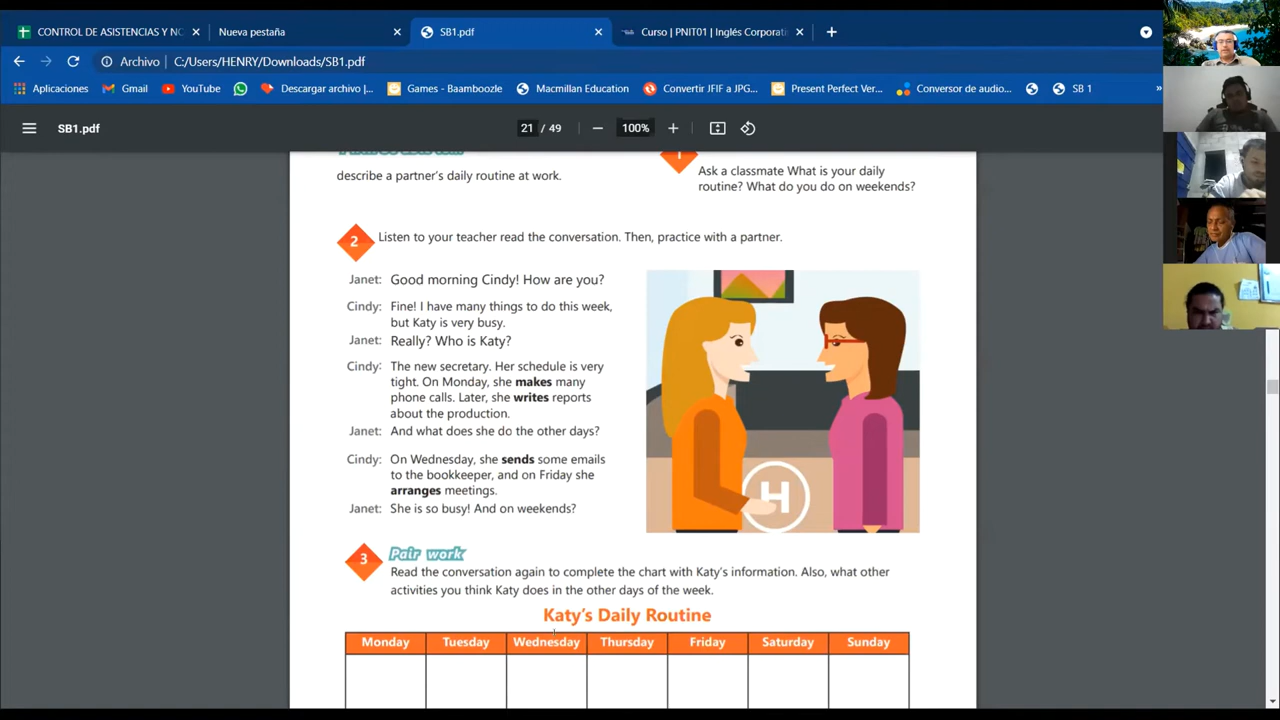 CONTROL DE ASISTENCIAS Y NO
Nueva pestaña
SB1.pdf
Curso | PNIT01 | Inglés Corporati
Archivo
C:/Users/HENRY/Downloads/SB1.pdf
Aplicaciones
Gmail
YouTube
Descargar archivo |...
Games - Baamboozle
Macmillan Education
Convertir JFIF a JPG...
Present Perfect Ver...
Conversor de audio...
SB 1
»
SB1.pdf
21 / 49
100%
describe a partner's daily routine at work.
1
Ask a classmate What is your daily
routine? What do you do on weekends?
2
Listen to your teacher read the conversation. Then, practice with a partner.
Janet: Good morning Cindy! How are you?
Cindy: Fine! I have many things to do this week,
but Katy is very busy.
Janet: Really? Who is Katy?
Cindy: The new secretary. Her schedule is very
tight. On Monday, she makes many
phone calls. Later, she writes reports
about the production.
Janet: And what does she do the other days?
Cindy: On Wednesday, she sends some emails
to the bookkeeper, and on Friday she
arranges meetings.
Janet: She is so busy! And on weekends?
H
3
Pair work
Read the conversation again to complete the chart with Katy's information. Also, what other
activities you think Katy does in the other days of the week.
Katy's Daily Routine
Monday Tuesday Wednesday Thursday Friday Saturday Sunday